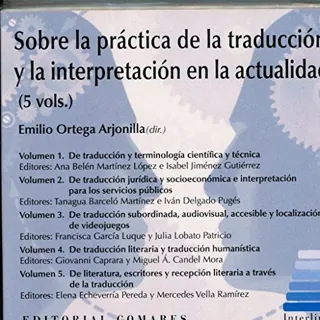 Sobre la práctica de la traducción
y la interpretación en la actualidad
(5 vols.)
Emilio Ortega Arjonilla (dir.)
Volumen 1. De traducción y terminología científica y técnica
Editores: Ana Belén Martínez López e Isabel Jiménez Gutiérrez
Volumen 2. De traducción jurídica y socioeconómica e interpretación
para los servicios públicos
Editores: Tanagua Barceló Martínez e Iván Delgado Pugés
Volumen 3. De traducción subordinada, audiovisual, accesible y localización
de videojuegos
Editores: Francisca García Luque y Julia Lobato Patricio
Volumen 4. De traducción literaria y traducción humanística
Editores: Giovanni Caprara y Miguel Á. Candel Mora
Volumen 5. De literatura, escritores y recepción literaria a través
de la traducción
Editores: Elena Echeverría Pereda y Mercedes Vella Ramírez
EDITORIAL COMARES
Interlin